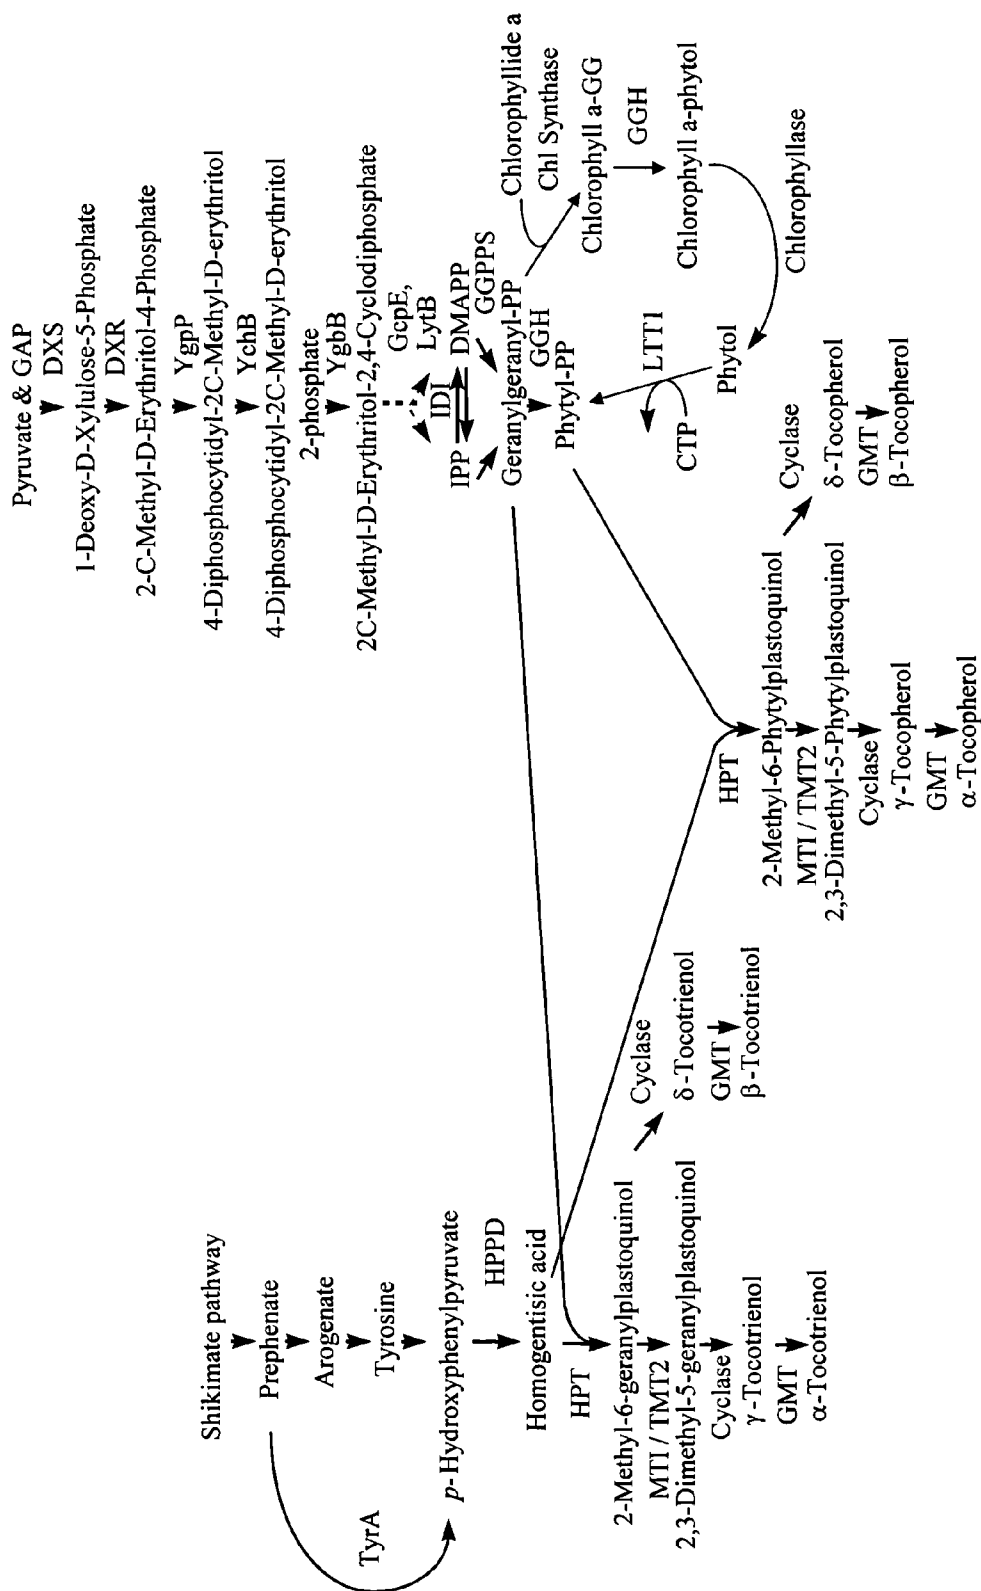 Shikimate pathway
Prephenate
Arogenate
Tyrosine
TyrA
p-Hydroxyphenylpyruvate
HPPD
Homogentisic acid
HPT
2-Methyl-6-geranylplastoquinol
MTI / TMT2
2,3-Dimethyl-5-geranylplastoquinol
Cyclase
γ-Tocotrienol
GMT
α-Tocotrienol
Cyclase
δ-Tocotrienol
GMT
β-Tocotrienol
Pyruvate & GAP
DXS
1-Deoxy-D-Xylulose-5-Phosphate
DXR
2-C-Methyl-D-Erythritol-4-Phosphate
YgpP
4-Diphosphocytidyl-2C-Methyl-D-erythritol
YchB
4-Diphosphocytidyl-2C-Methyl-D-erythritol
2-phosphate
YgbB
2C-Methyl-D-Erythritol-2,4-Cyclodiphosphate
GcpE,
LytB
IDI
IPP
DMAPP
GGPPS
Geranylgeranyl-PP
GGH
Phytyl-PP
Chlorophyllide a
Chl Synthase
Chlorophyll a-GG
GGH
Chlorophyll a-phytol
Chlorophyllase
Phytol
LTT1
CTP
HPT
2-Methyl-6-Phytylplastoquinol
MTI / TMT2
2,3-Dimethyl-5-Phytylplastoquinol
Cyclase
γ-Tocopherol
GMT
α-Tocopherol
Cyclase
δ-Tocopherol
GMT
β-Tocopherol